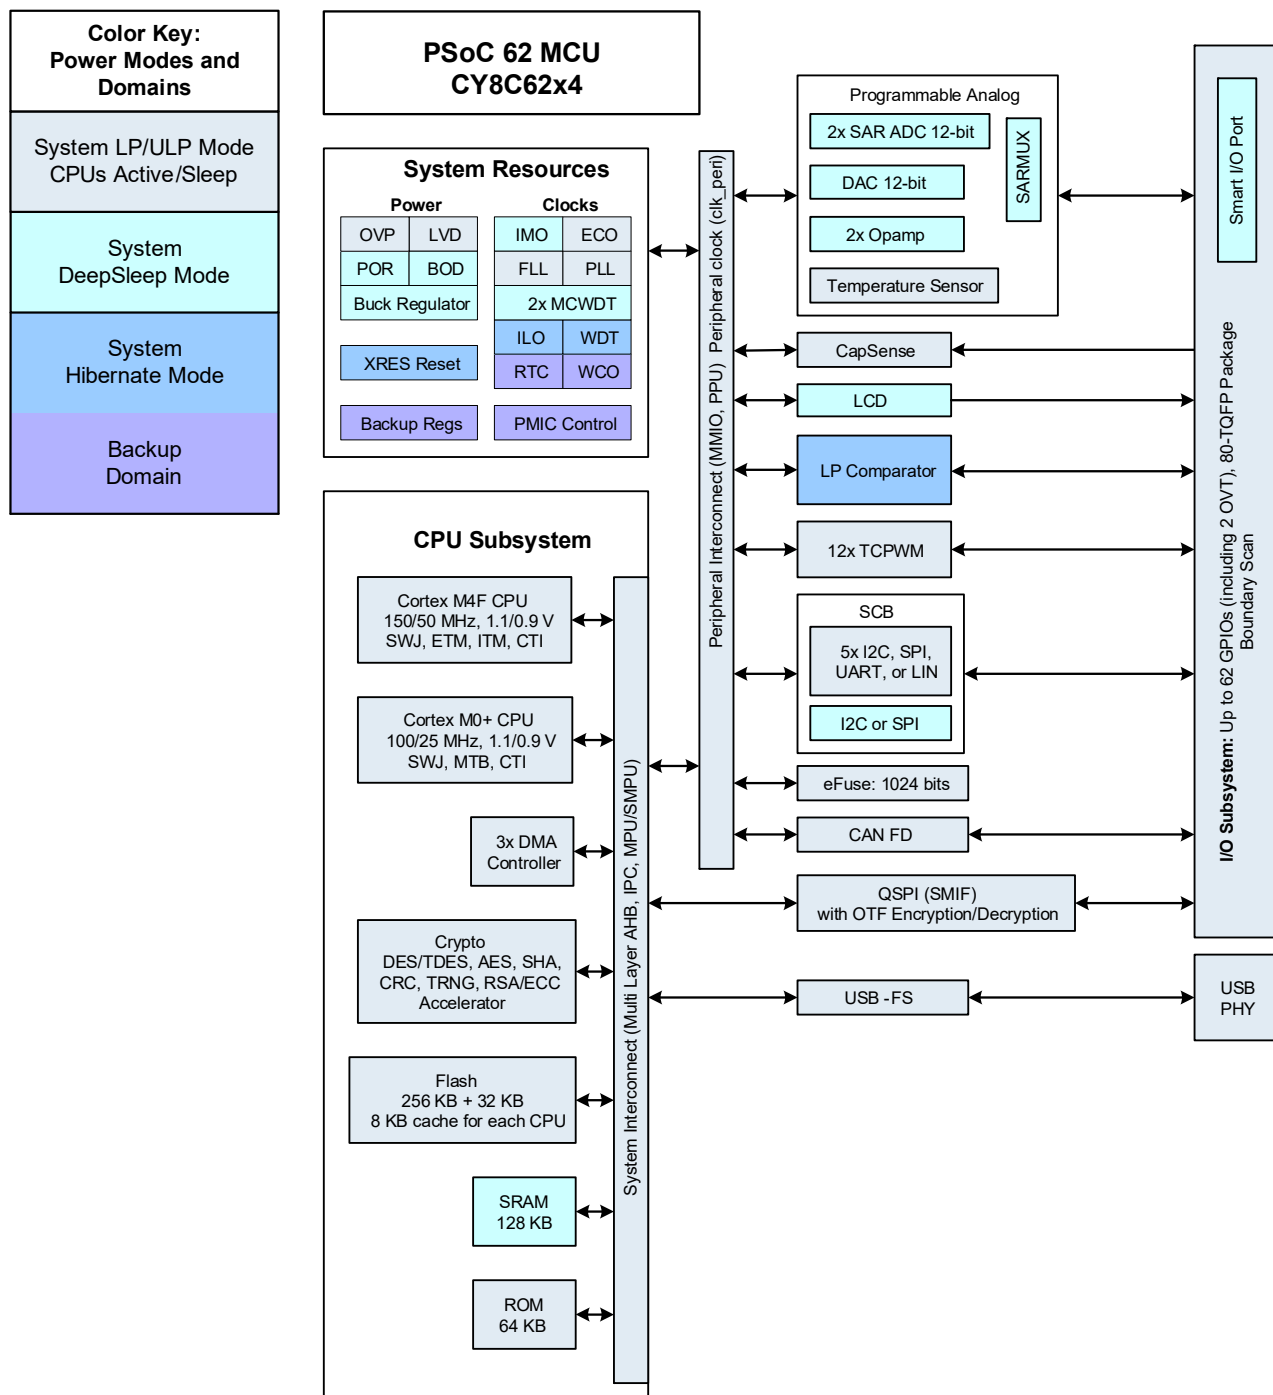 Color Key:
Power Modes and
Domains
System LP/ULP Mode
CPUs Active/Sleep
System
DeepSleep Mode
System
Hibernate Mode
Backup
Domain
PSoC 62 MCU
CY8C62x4
System Resources
Power
OVP
LVD
POR
BOD
Buck Regulator
XRES Reset
Backup Regs
Clocks
IMO
ECO
FLL
PLL
2x MCWDT
ILO
WDT
RTC
WCO
PMIC Control
CPU Subsystem
Cortex M4F CPU
150/50 MHz, 1.1/0.9 V
SWJ, ETM, ITM, CTI
Cortex M0+ CPU
100/25 MHz, 1.1/0.9 V
SWJ, MTB, CTI
3x DMA
Controller
Crypto
DES/TDES, AES, SHA,
CRC, TRNG, RSA/ECC
Accelerator
Flash
256 KB + 32 KB
8 KB cache for each CPU
SRAM
128 KB
ROM
64 KB
System Interconnect (Multi Layer AHB, IPC, MPU/SMPU)
Peripheral Interconnect (MMIO, PPU) Peripheral clock (clk_peri)
Programmable Analog
2x SAR ADC 12-bit
DAC 12-bit
2x Opamp
Temperature Sensor
SARMUX
CapSense
LCD
LP Comparator
12x TCPWM
SCB
5x I2C, SPI,
UART, or LIN
I2C or SPI
eFuse: 1024 bits
CAN FD
QSPI (SMIF)
with OTF Encryption/Decryption
USB -FS
Smart I/O Port
I/O Subsystem: Up to 62 GPIOs (including 2 OVT), 80-TQFP Package
Boundary Scan
USB
PHY